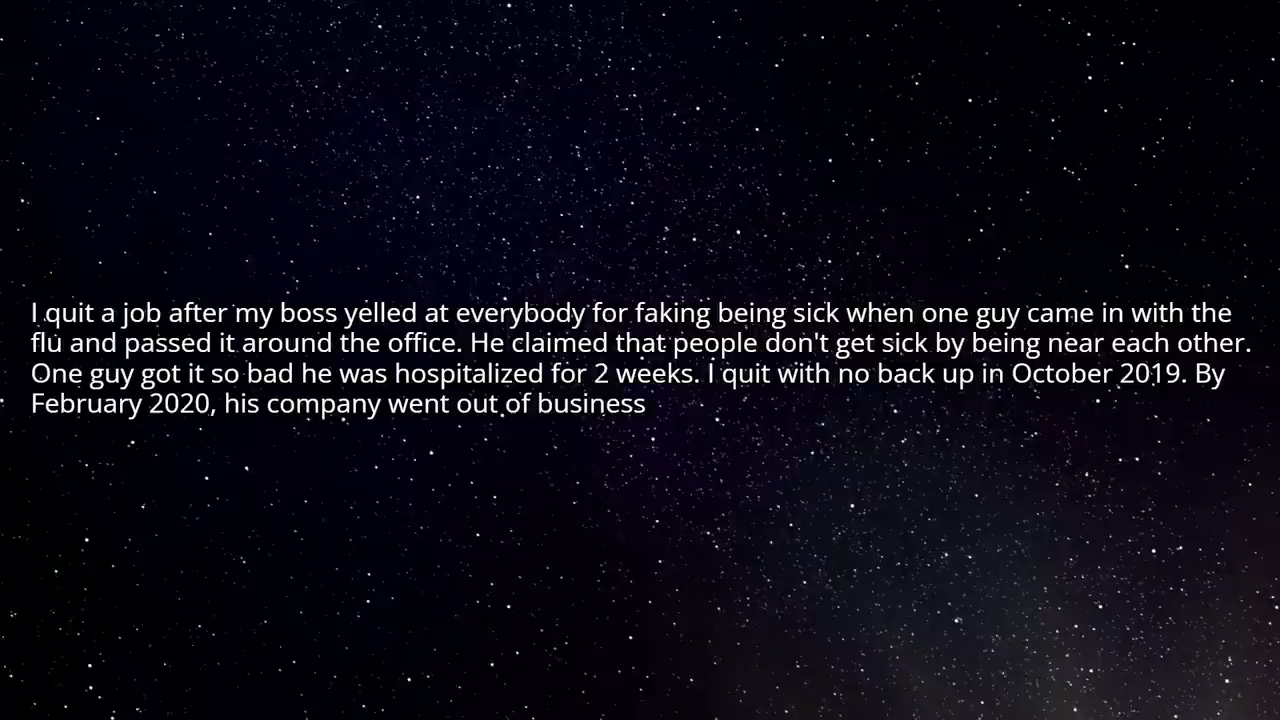 I quit a job after my boss yelled at everybody for faking being sick when one guy came in with the
flu and passed it around the office. He claimed that people don't get sick by being near each other.
One guy got it so bad he was hospitalized for 2 weeks. I quit with no back up in October 2019. By
February 2020, his company went out of business